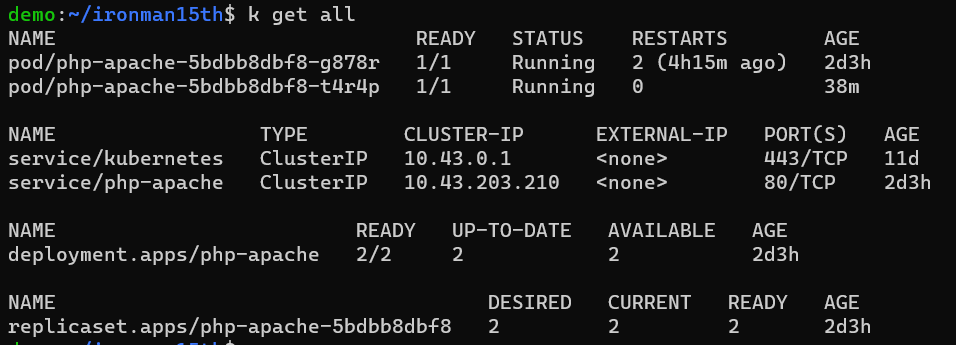 demo:~/ironman15th$ k get all
NAME                              READY   STATUS    RESTARTS        AGE
pod/php-apache-5bdbb8dbf8-g878r   1/1     Running   2 (4h15m ago)   2d3h
pod/php-apache-5bdbb8dbf8-t4r4p   1/1     Running   0               38m
NAME                 TYPE        CLUSTER-IP      EXTERNAL-IP   PORT(S)   AGE
service/kubernetes   ClusterIP   10.43.0.1       <none>        443/TCP   11d
service/php-apache   ClusterIP   10.43.203.210   <none>        80/TCP    2d3h
NAME                         READY   UP-TO-DATE   AVAILABLE   AGE
deployment.apps/php-apache   2/2     2            2           2d3h
NAME                                    DESIRED   CURRENT   READY   AGE
replicaset.apps/php-apache-5bdbb8dbf8   2         2         2       2d3h
demo:~/ironman15th$